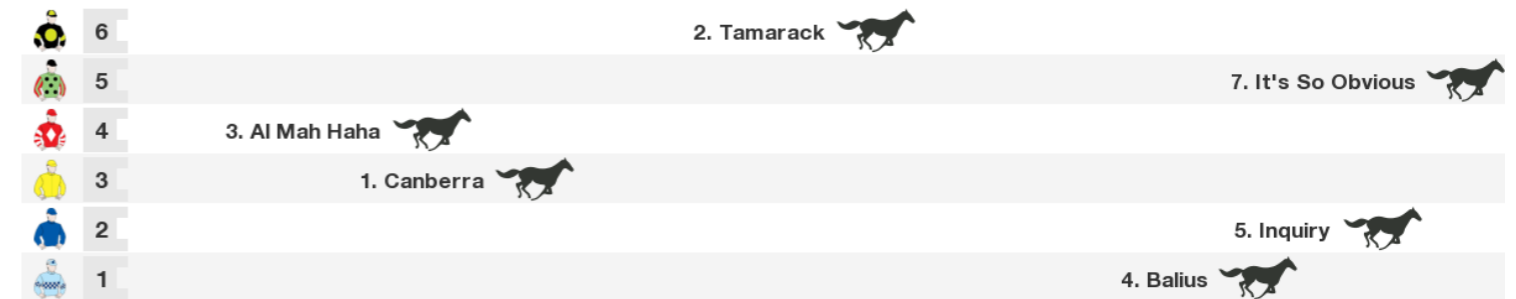 6 2. Tamarack
5 7. It's So Obvious
4 3. Al Mah Haha
3 1. Canberra
2 5. Inquiry
1 4. Balius